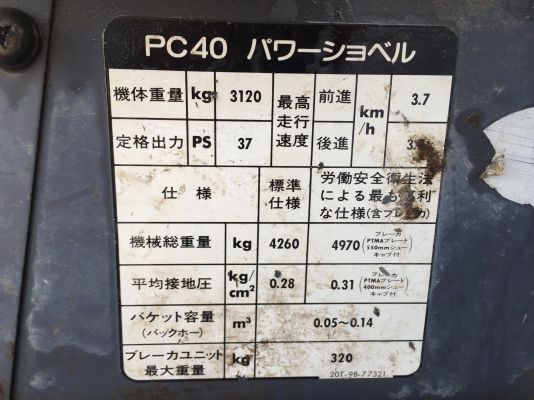 PC40 パワーショベル
機体重量 kg 3120 最高走行速度 前進 km/h 3.7
定格出力 PS 37 後進 3.
仕様 標準仕様 労働安全衛生法
による最も
な仕様(含ブレーカ)
機械総重量 kg 4260 4970 (ブレーカ PTMAブレード 550mmシュー キャブ付)
平均接地圧 kg/cm² 0.28 0.31 (ブレーカ PTMAブレード 400mmシュー キャブ付)
バケット容量 (バックホー) m³ 0.05~0.14
ブレーカユニット最大重量 kg 320
20T-98-77321